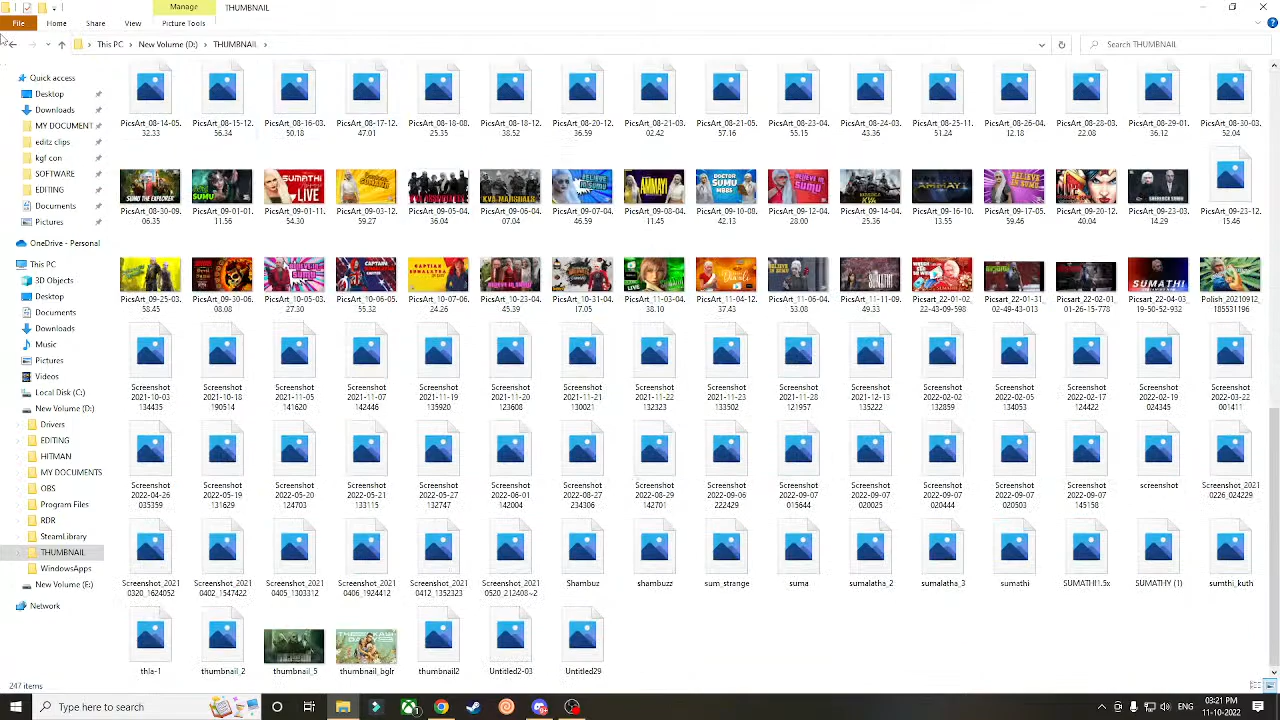 Manage
THUMBNAIL
File
Home
Share
View
Picture Tools
This PC
New Volume (D:)
THUMBNAIL
Search THUMBNAIL
Quick access
Desktop
Downloads
MY DOCUMENT
editz clips
kgf con
SOFTWARE
EDITING
Documents
Pictures
OneDrive - Personal
This PC
3D Objects
Desktop
Documents
Downloads
Music
Pictures
Videos
Local Disk (C:)
New Volume (D:)
Drivers
EDITING
HITMAN
MY DOCUMENTS
OBS
Program Files
RDR
SteamLibrary
THUMBNAIL
WindowsApps
New Volume (E:)
Network
PicsArt_08-14-05. PicsArt_08-15-12. PicsArt_08-16-03. PicsArt_08-17-12. PicsArt_08-18-08. PicsArt_08-18-12. PicsArt_08-20-12. PicsArt_08-21-03. PicsArt_08-21-05. PicsArt_08-23-04. PicsArt_08-24-03. PicsArt_08-25-11. PicsArt_08-26-04. PicsArt_08-28-03. PicsArt_08-29-01. PicsArt_08-30-03.
32.33 56.34 50.18 47.01 25.35 38.52 36.59 02.42 57.16 55.15 43.36 51.24 12.18 22.08 36.12 52.04
PicsArt_08-30-09. PicsArt_09-01-01. PicsArt_09-01-11. PicsArt_09-03-12. PicsArt_09-05-04. PicsArt_09-06-04. PicsArt_09-07-04. PicsArt_09-08-04. PicsArt_09-10-08. PicsArt_09-12-04. PicsArt_09-14-04. PicsArt_09-16-10. PicsArt_09-17-05. PicsArt_09-20-12. PicsArt_09-23-03. PicsArt_09-23-12.
06.35 11.56 54.30 59.27 36.04 07.04 46.59 11.45 42.13 28.00 25.36 13.55 59.46 40.04 14.29 15.46
PicsArt_09-25-03. PicsArt_09-30-06. PicsArt_10-05-03. PicsArt_10-06-05. PicsArt_10-07-08. PicsArt_10-23-04. PicsArt_10-31-04. PicsArt_11-03-04. PicsArt_11-04-12. PicsArt_11-06-04. PicsArt_11-11-09. Picsart_22-01-02_ Picsart_22-01-31_ Picsart_22-02-01_ Picsart_22-04-03_ Polish_20210912_
58.45 08.08 27.30 55.32 24.26 45.39 17.05 38.10 37.43 53.08 49.33 22-43-09-598 02-49-43-013 01-26-15-778 19-50-52-932 185531196
Screenshot Screenshot Screenshot Screenshot Screenshot Screenshot Screenshot Screenshot Screenshot Screenshot Screenshot Screenshot Screenshot Screenshot Screenshot Screenshot
2021-10-03 2021-10-18 2021-11-05 2021-11-07 2021-11-19 2021-11-20 2021-11-21 2021-11-22 2021-11-23 2021-11-28 2021-12-13 2022-02-02 2022-02-05 2022-02-17 2022-02-19 2022-03-22
134435 190514 141620 142446 135920 123608 130021 132323 133502 121957 135222 132859 134053 124422 024345 001411
Screenshot Screenshot Screenshot Screenshot Screenshot Screenshot Screenshot Screenshot Screenshot Screenshot Screenshot Screenshot Screenshot Screenshot screenshot Screenshot_2021
2022-04-26 2022-05-19 2022-05-20 2022-05-21 2022-05-27 2022-06-01 2022-08-27 2022-08-29 2022-09-06 2022-09-07 2022-09-07 2022-09-07 2022-09-07 2022-09-07 0226_024229
035359 131629 124703 133115 132747 142004 234306 142701 222429 015644 020025 020444 020503 145158
Screenshot_2021 Screenshot_2021 Screenshot_2021 Screenshot_2021 Screenshot_2021 Screenshot_2021 Shambuz shambuzz sum_strange suma sumalatha_2 sumalatha_3 sumathi SUMATHI1.5x SUMATHY (1) sumthi_kuth
0320_1624052 0402_1547422 0405_1303312 0406_1924412 0412_1352323 0520_212408~2
thla-1 thumbnail_2 thumbnail_5 thumbnail_bglr thumbnail2 Untitled2-03 Untitled29
247 items
Type here to search
ENG
03:21 PM
11-10-2022